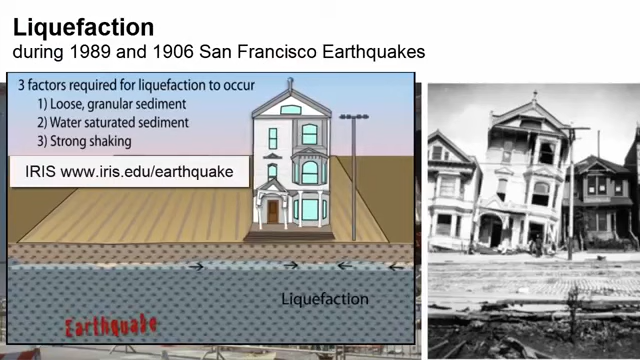 Liquefaction
during 1989 and 1906 San Francisco Earthquakes
3 factors required for liquefaction to occur
1) Loose, granular sediment
2) Water saturated sediment
3) Strong shaking
IRIS www.iris.edu/earthquake
Liquefaction
Earthquake